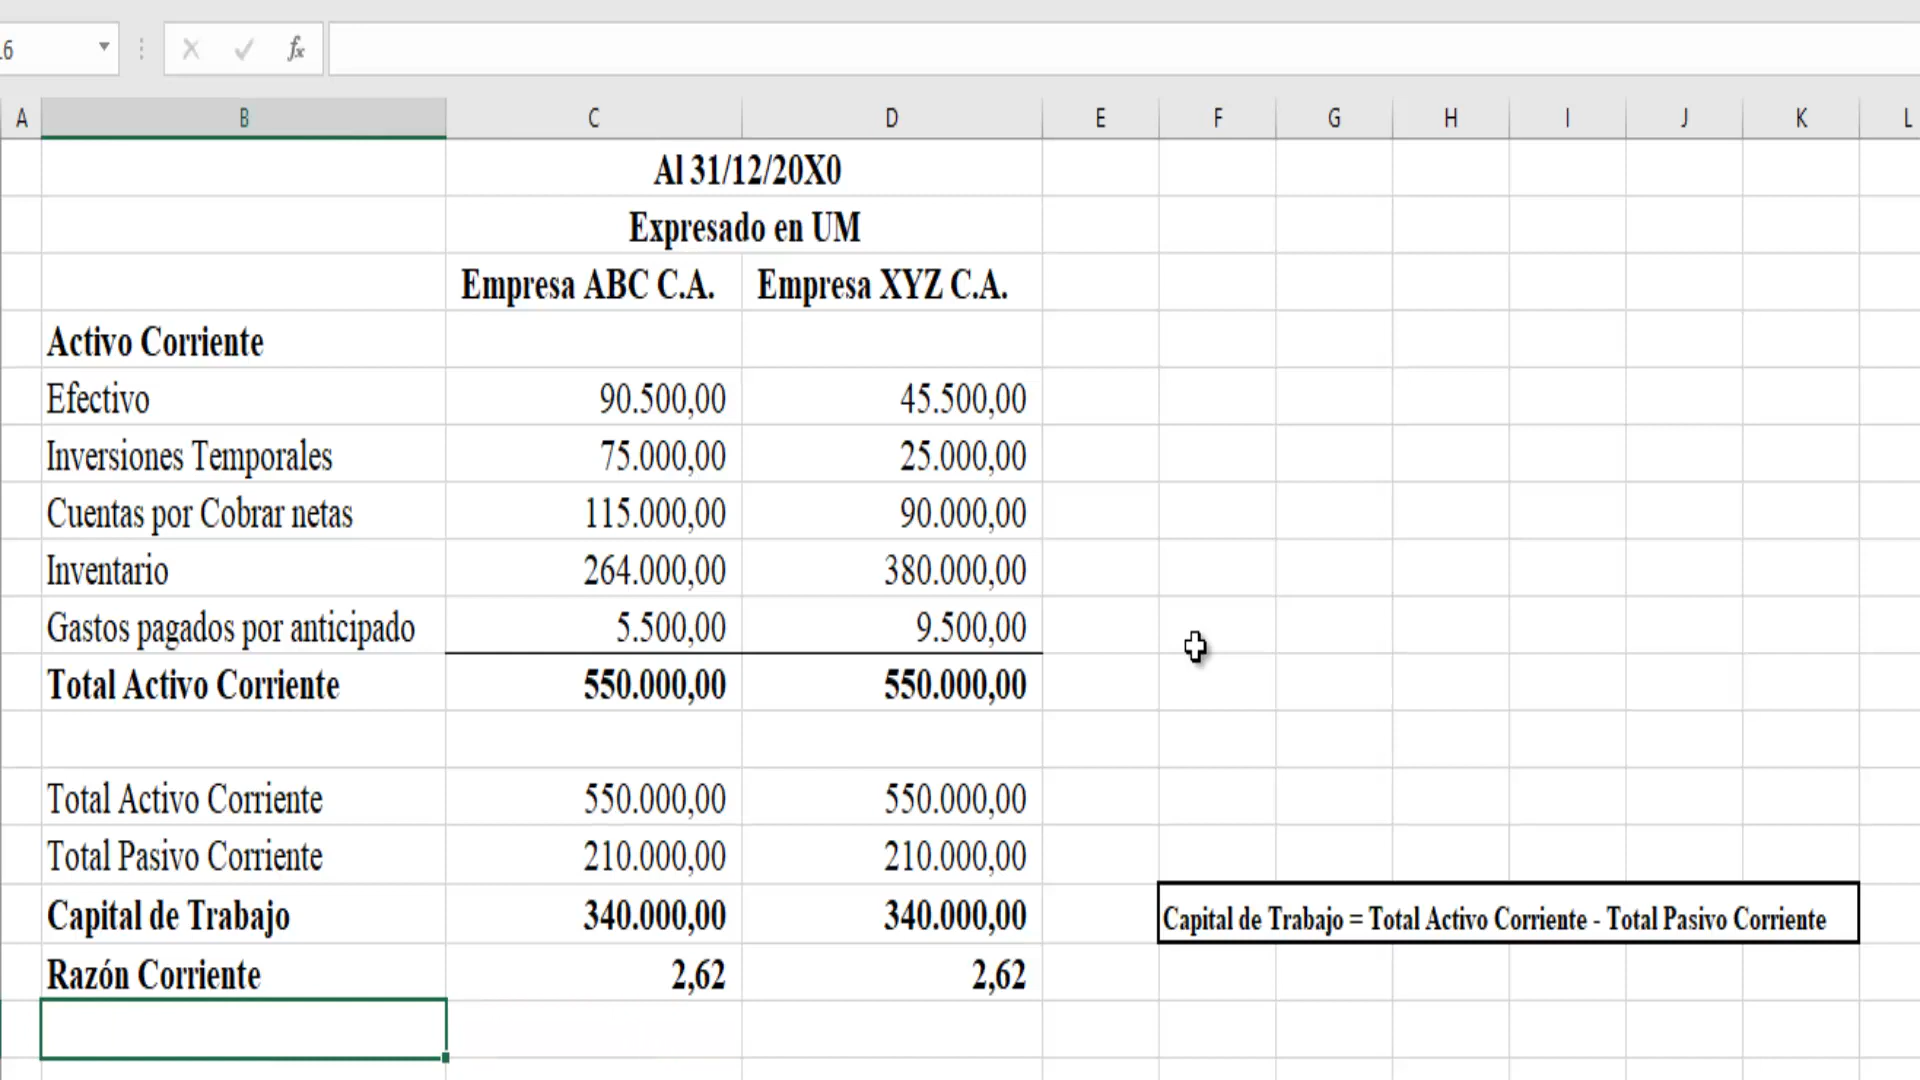 6
fx
A B C D E F G H I J K L
Al 31/12/20X0
Expresado en UM
Empresa ABC C.A. Empresa XYZ C.A.
Activo Corriente
Efectivo 90.500,00 45.500,00
Inversiones Temporales 75.000,00 25.000,00
Cuentas por Cobrar netas 115.000,00 90.000,00
Inventario 264.000,00 380.000,00
Gastos pagados por anticipado 5.500,00 9.500,00
Total Activo Corriente 550.000,00 550.000,00
Total Activo Corriente 550.000,00 550.000,00
Total Pasivo Corriente 210.000,00 210.000,00
Capital de Trabajo 340.000,00 340.000,00 Capital de Trabajo = Total Activo Corriente - Total Pasivo Corriente
Razón Corriente 2,62 2,62